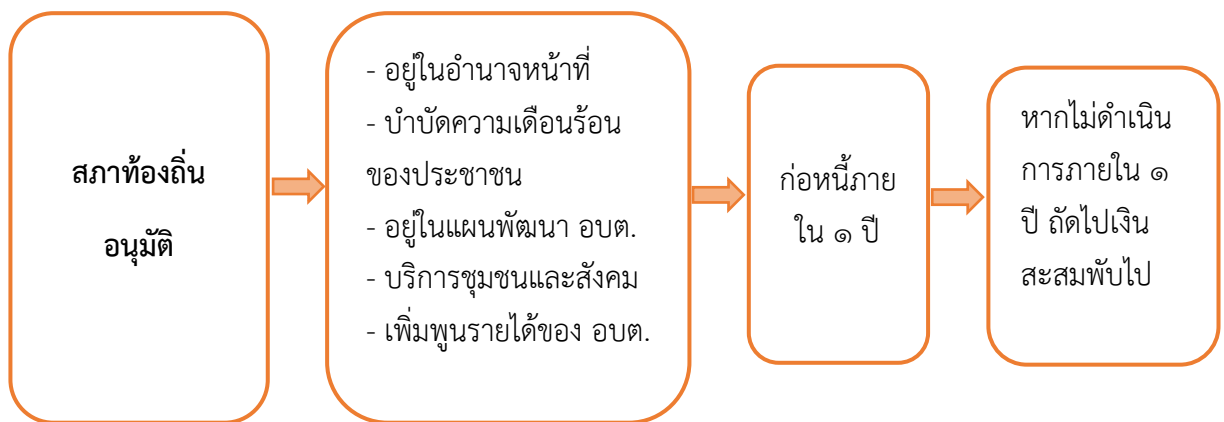 สภาท้องถิ่น
อนุมัติ
- อยู่ในอำนาจหน้าที่
- บำบัดความเดือนร้อน
ของประชาชน
- อยู่ในแผนพัฒนา อบต.
- บริการชุมชนและสังคม
- เพิ่มพูนรายได้ของ อบต.
ก่อหนี้ภาย
ใน ๑ ปี
หากไม่ดำเนิน
การภายใน ๑
ปี ถัดไปเงิน
สะสมพับไป